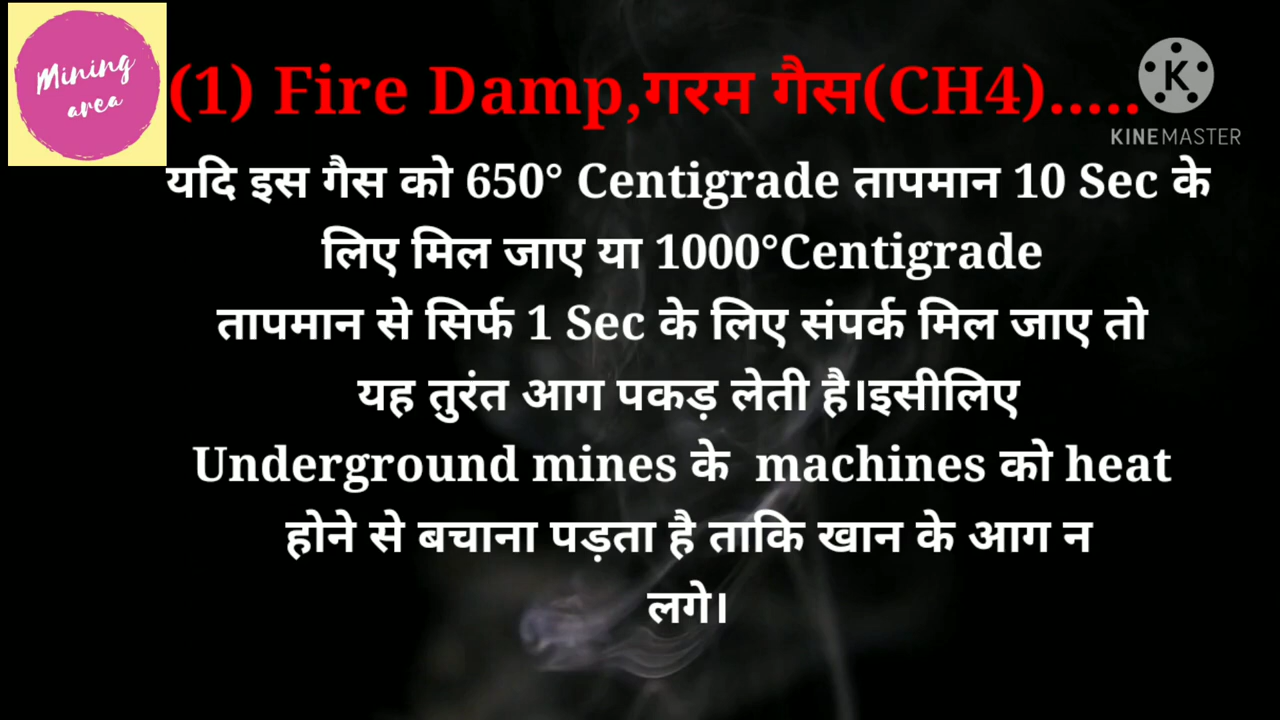 Mining
area
(1) Fire Damp,गरम गैस(CH4).....
KINEMASTER
यदि इस गैस को 650° Centigrade तापमान 10 Sec के
लिए मिल जाए या 1000°Centigrade
तापमान से सिर्फ 1 Sec के लिए संपर्क मिल जाए तो
यह तुरंत आग पकड़ लेती है।इसीलिए
Underground mines के machines को heat
होने से बचाना पड़ता है ताकि खान के आग न
लगे।